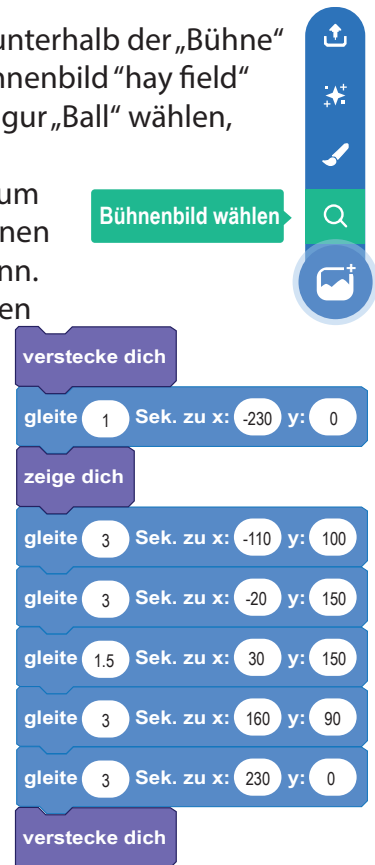 unterhalb der „Bühne“
nenbild “hay field”
gur „Ball“ wählen,
um
nen
nn.
en
Bühnenbild wählen
verstecke dich
gleite 1 Sek. zu x: -230 y: 0
zeige dich
gleite 3 Sek. zu x: -110 y: 100
gleite 3 Sek. zu x: -20 y: 150
gleite 1.5 Sek. zu x: 30 y: 150
gleite 3 Sek. zu x: 160 y: 90
gleite 3 Sek. zu x: 230 y: 0
verstecke dich